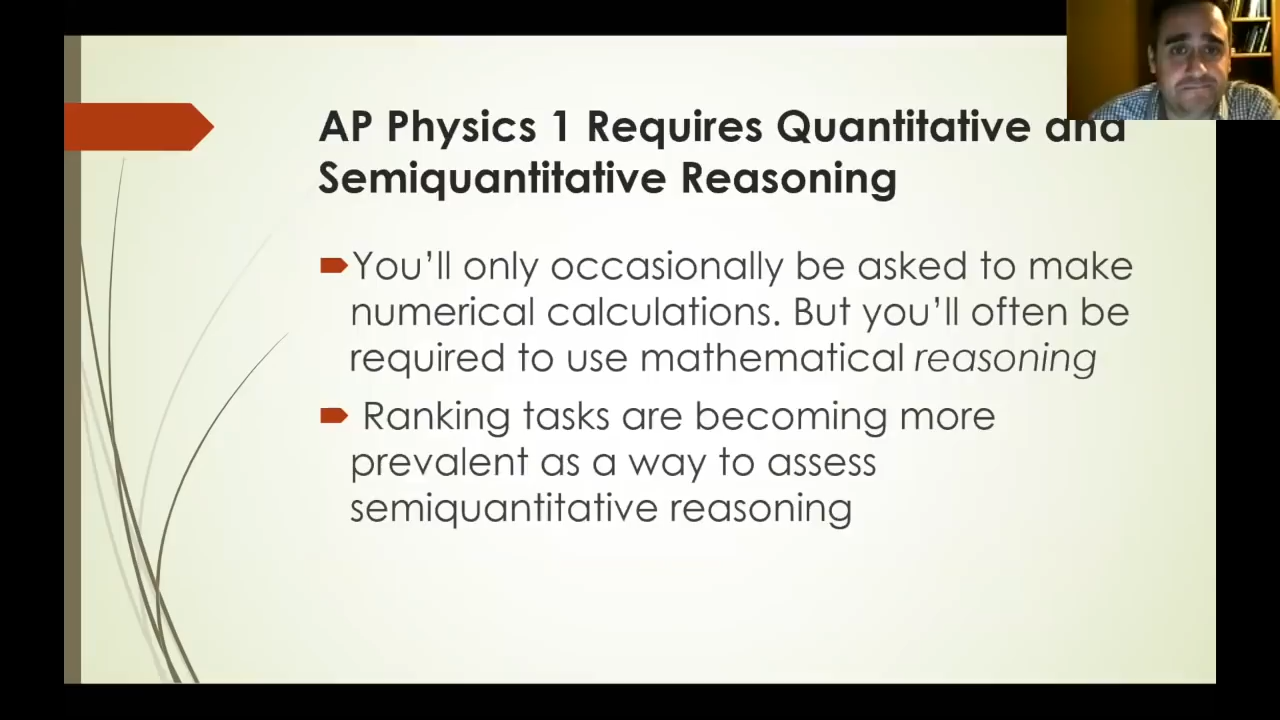 AP Physics 1 Requires Quantitative and
Semiquantitative Reasoning
You’ll only occasionally be asked to make
numerical calculations. But you’ll often be
required to use mathematical reasoning
Ranking tasks are becoming more
prevalent as a way to assess
semiquantitative reasoning